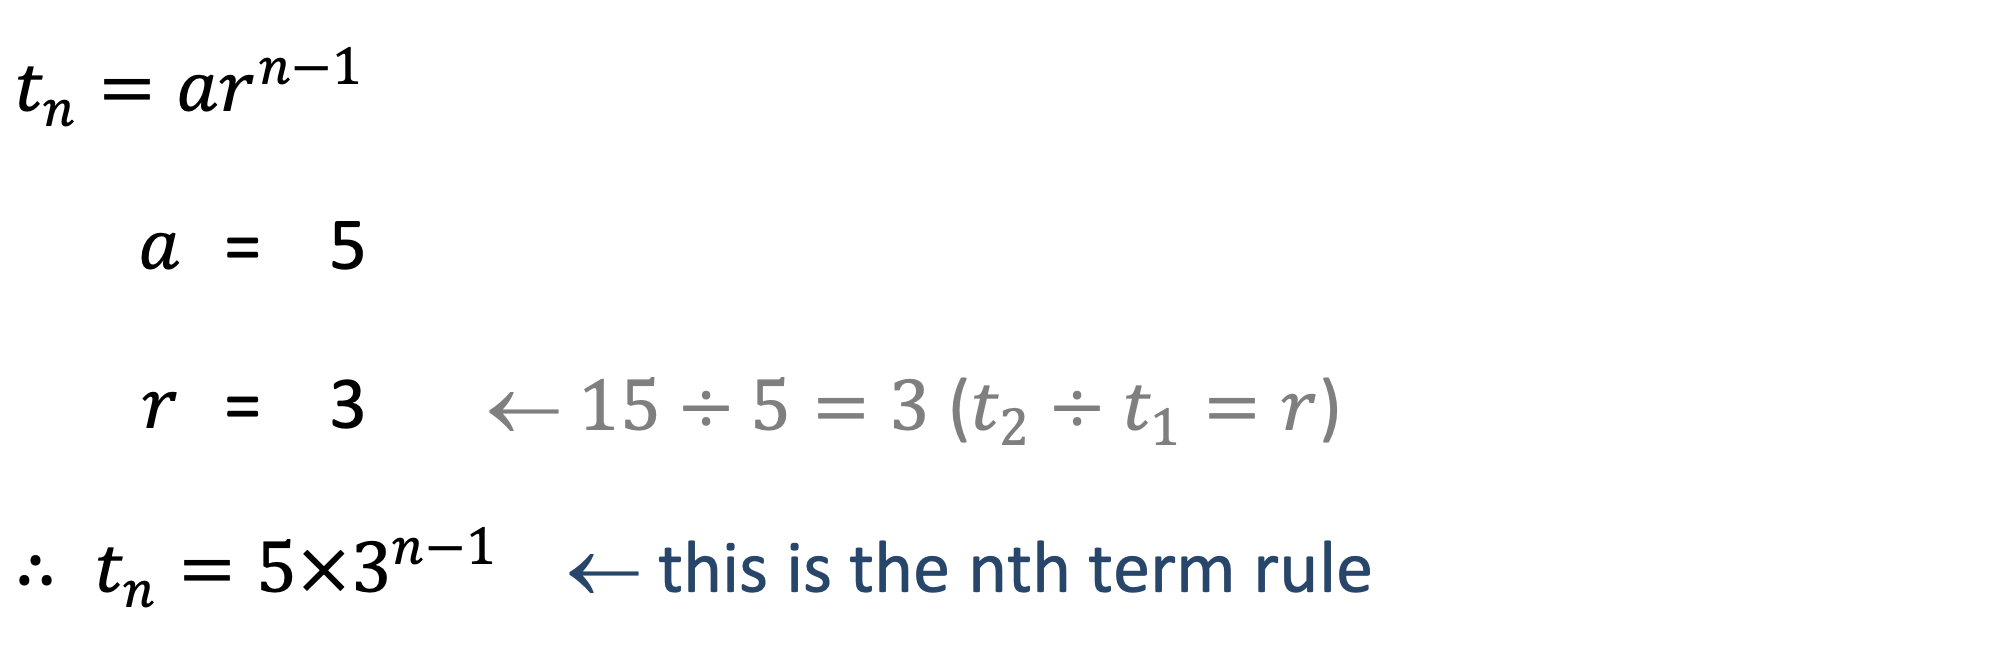 tₙ = arⁿ⁻¹
a = 5
r = 3 ← 15 ÷ 5 = 3 (t₂ ÷ t₁ = r)
∴ tₙ = 5×3ⁿ⁻¹ ← this is the nth term rule